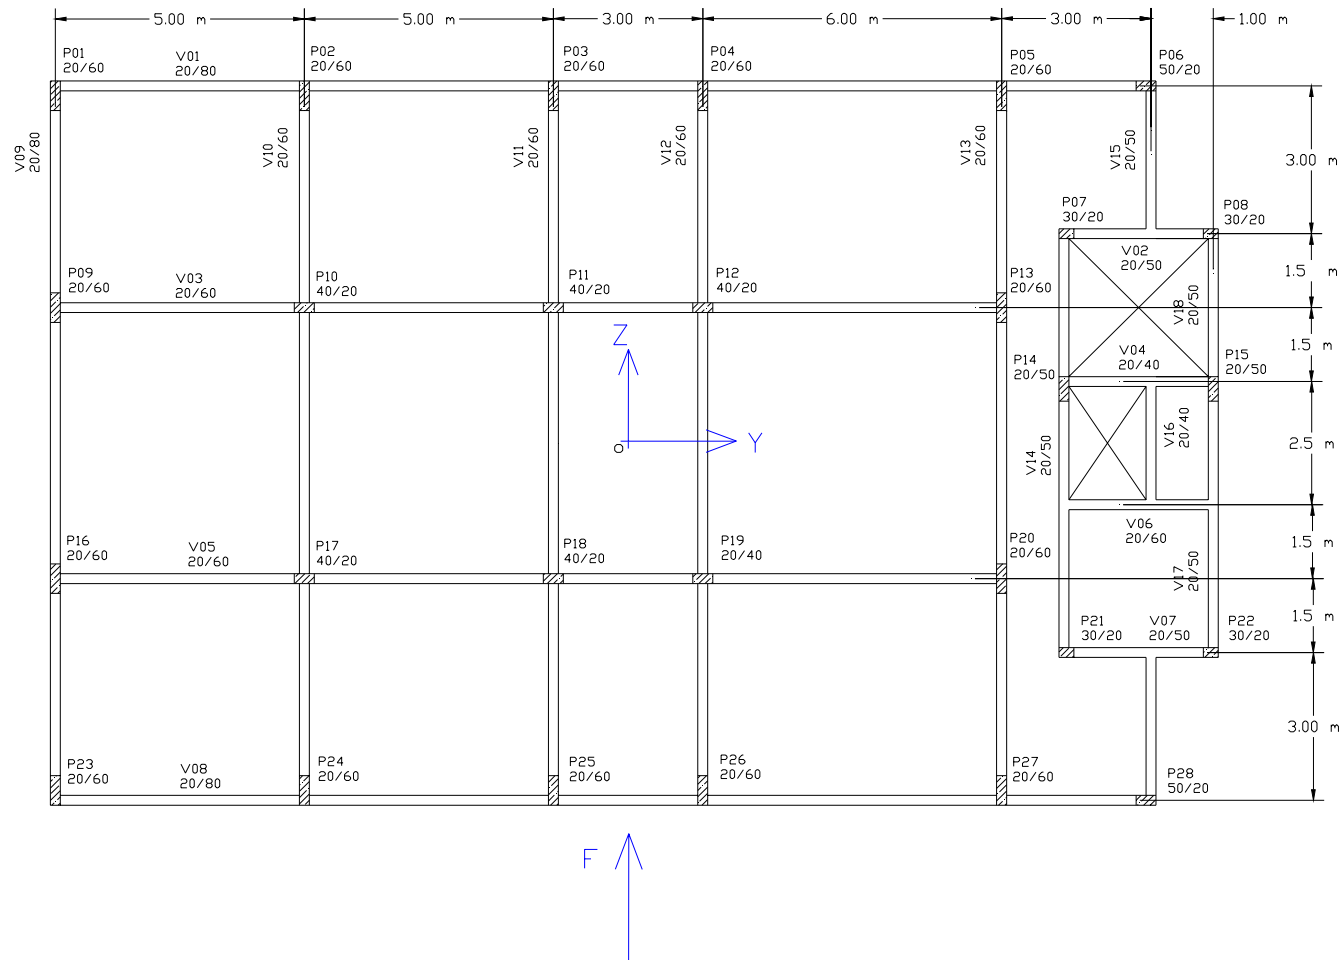 5.00 m
5.00 m
3.00 m
6.00 m
3.00 m
1.00 m
P01
20/60
V01
20/80
P02
20/60
P03
20/60
P04
20/60
P05
20/60
P06
50/20
V09
20/80
V10
20/60
V11
20/60
V12
20/60
V13
20/60
V15
20/50
3.00 m
P07
30/20
P08
30/20
V02
20/50
V18
20/50
1.5 m
P09
20/60
V03
20/60
P10
40/20
P11
40/20
P12
40/20
P13
20/60
Z
1.5 m
P14
20/50
V04
20/40
P15
20/50
O
Y
V14
20/50
V16
20/40
2.5 m
V06
20/60
P16
20/60
V05
20/60
P17
40/20
P18
40/20
P19
20/40
P20
20/60
1.5 m
V17
20/50
1.5 m
P21
30/20
V07
20/50
P22
30/20
3.00 m
P23
20/60
V08
20/80
P24
20/60
P25
20/60
P26
20/60
P27
20/60
P28
50/20
F